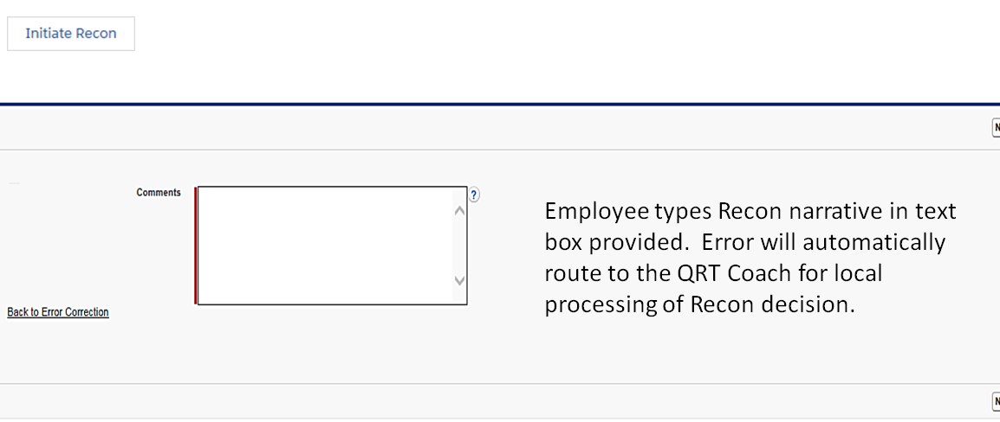 Initiate Recon
N
Comments
?
Employee types Recon narrative in text
box provided.  Error will automatically
route to the QRT Coach for local
processing of Recon decision.
Back to Error Correction
N